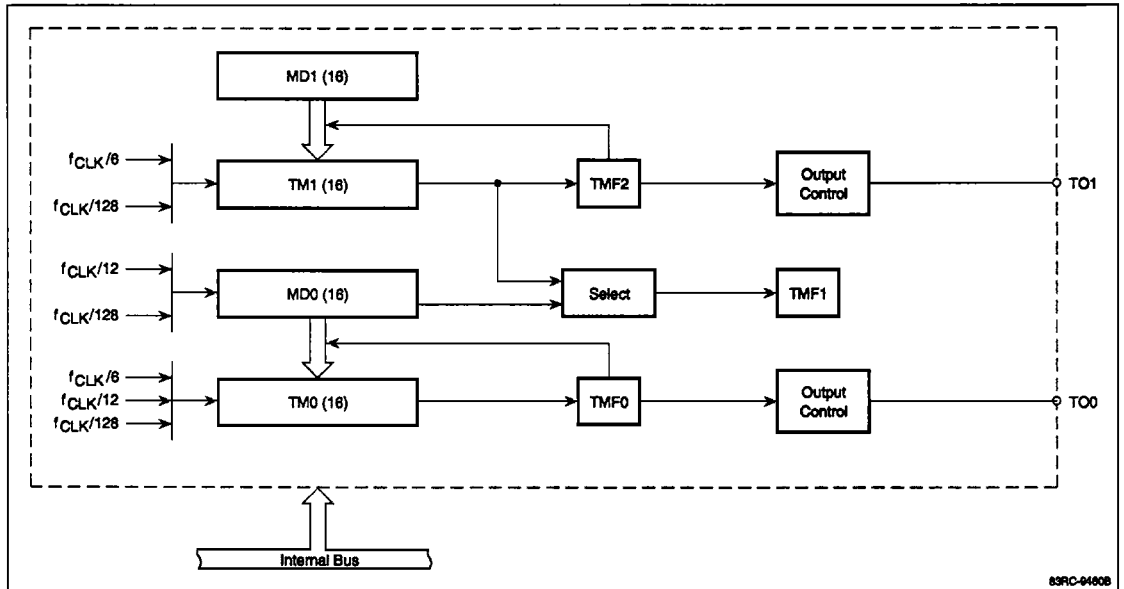 MD1 (16)
fCLK/6
TM1 (16)
TMF2
Output
Control
TO1
fCLK/128
fCLK/12
MD0 (16)
Select
TMF1
fCLK/128
fCLK/6
fCLK/12
TM0 (16)
TMF0
Output
Control
TO0
fCLK/128
Internal Bus
83RC-9460B